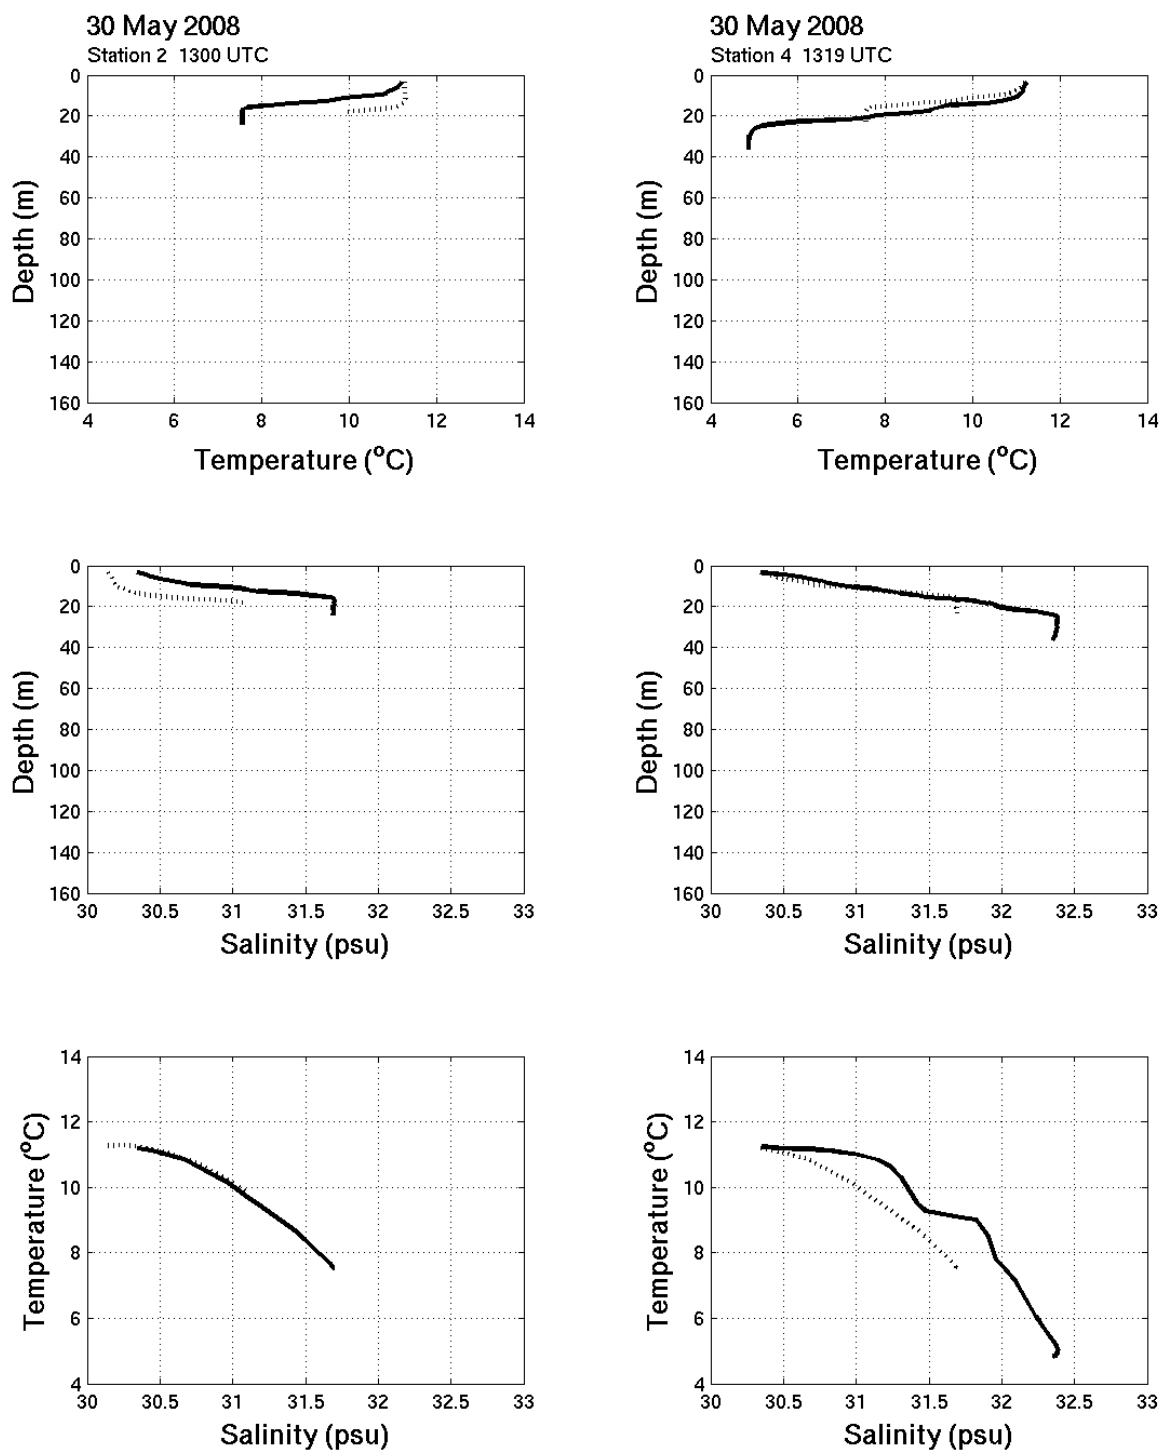 30 May 2008
Station 2 1300 UTC
0
20
40
60
80
100
120
140
160
4 6 8 10 12 14
Depth (m)
Temperature (°C)
30 May 2008
Station 4 1319 UTC
0
20
40
60
80
100
120
140
160
4 6 8 10 12 14
Depth (m)
Temperature (°C)
0
20
40
60
80
100
120
140
160
30 30.5 31 31.5 32 32.5 33
Depth (m)
Salinity (psu)
0
20
40
60
80
100
120
140
160
30 30.5 31 31.5 32 32.5 33
Depth (m)
Salinity (psu)
14
12
10
8
6
4
30 30.5 31 31.5 32 32.5 33
Temperature (°C)
Salinity (psu)
14
12
10
8
6
4
30 30.5 31 31.5 32 32.5 33
Temperature (°C)
Salinity (psu)